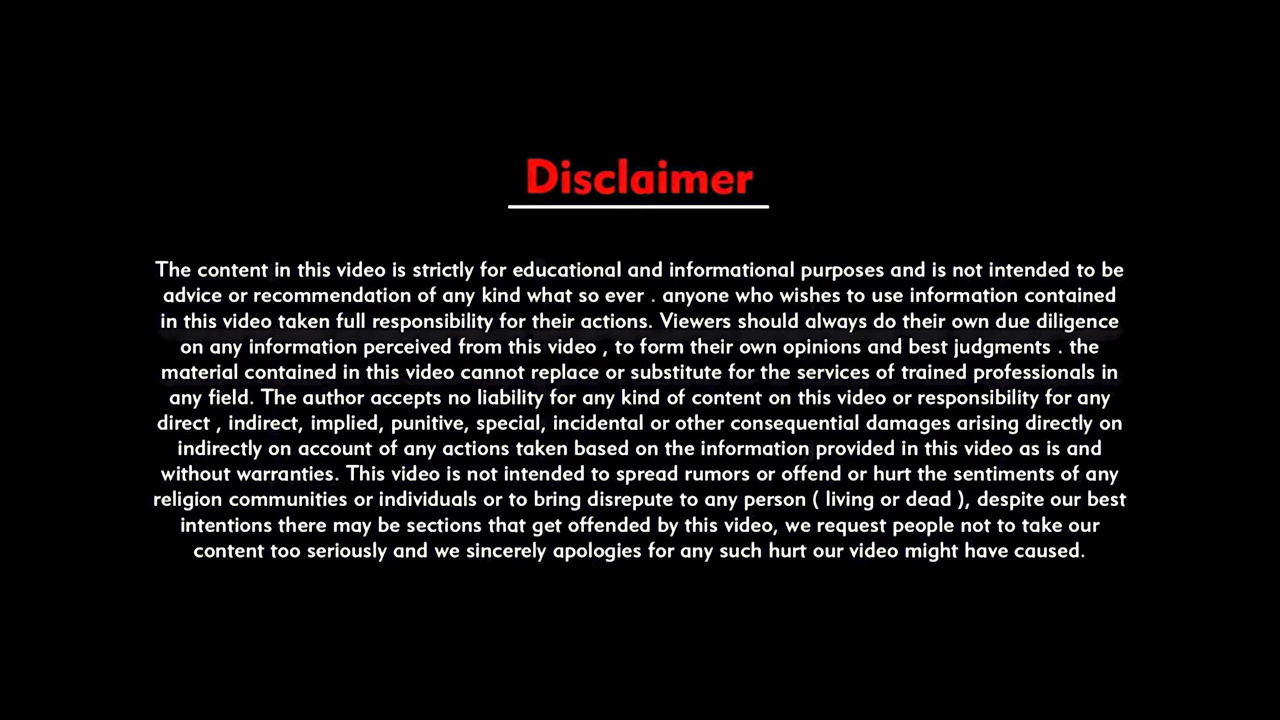 Disclaimer
The content in this video is strictly for educational and informational purposes and is not intended to be
advice or recommendation of any kind what so ever . anyone who wishes to use information contained
in this video taken full responsibility for their actions. Viewers should always do their own due diligence
on any information perceived from this video , to form their own opinions and best judgments . the
material contained in this video cannot replace or substitute for the services of trained professionals in
any field. The author accepts no liability for any kind of content on this video or responsibility for any
direct , indirect, implied, punitive, special, incidental or other consequential damages arising directly on
indirectly on account of any actions taken based on the information provided in this video as is and
without warranties. This video is not intended to spread rumors or offend or hurt the sentiments of any
religion communities or individuals or to bring disrepute to any person ( living or dead ), despite our best
intentions there may be sections that get offended by this video, we request people not to take our
content too seriously and we sincerely apologies for any such hurt our video might have caused.